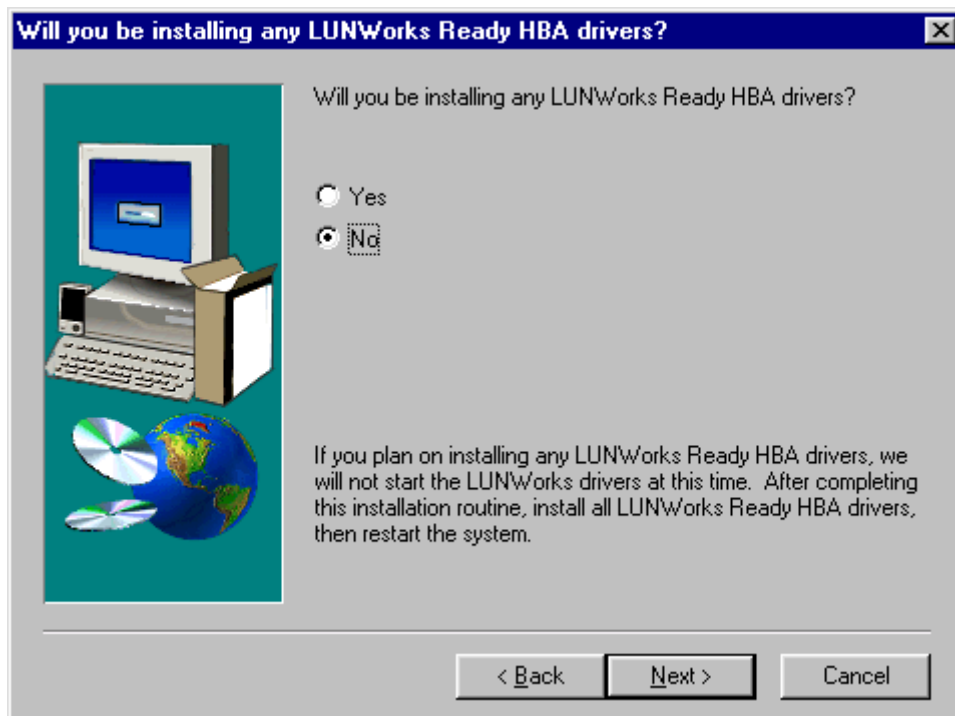 Will you be installing any LUNWorks Ready HBA drivers?
Will you be installing any LUNWorks Ready HBA drivers?
Yes
No
If you plan on installing any LUNWorks Ready HBA drivers, we
will not start the LUNWorks drivers at this time.  After completing
this installation routine, install all LUNWorks Ready HBA drivers,
then restart the system.
< Back
Next >
Cancel